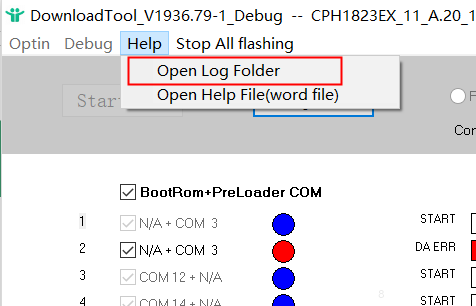 DownloadTool_V1936.79-1_Debug -- CPH1823EX_11_A.20_1
Optin Debug Help Stop All flashing
Open Log Folder
Open Help File(word file)
Star
Con
BootRom+PreLoader COM
1 N/A + COM 3 START
2 N/A + COM 3 DA ERR
3 COM 12 + N/A START
4 COM 14 + N/A START